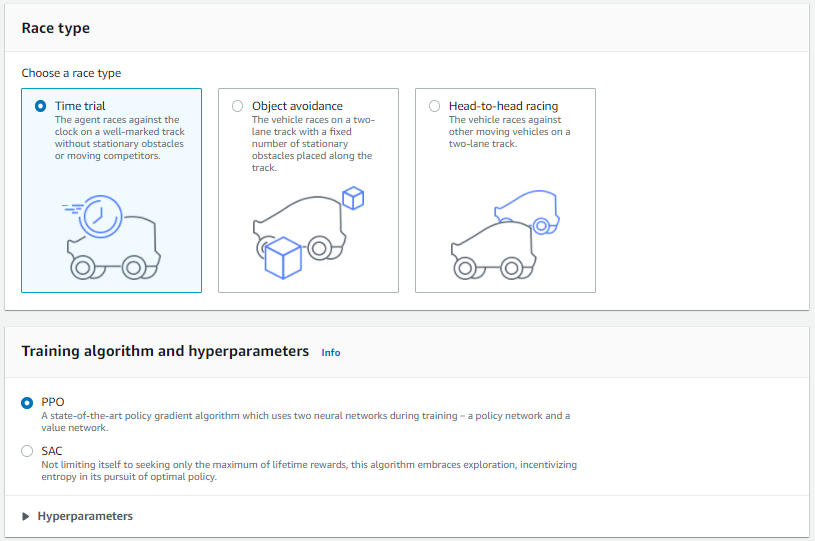 Race type
Choose a race type
Time trial
The agent races against the
clock on a well-marked track
without stationary obstacles
or moving competitors.
Object avoidance
The vehicle races on a two-
lane track with a fixed
number of stationary
obstacles placed along the
track.
Head-to-head racing
The vehicle races against
other moving vehicles on a
two-lane track.
Training algorithm and hyperparameters Info
PPO
A state-of-the-art policy gradient algorithm which uses two neural networks during training – a policy network and a
value network.
SAC
Not limiting itself to seeking only the maximum of lifetime rewards, this algorithm embraces exploration, incentivizing
entropy in its pursuit of optimal policy.
Hyperparameters